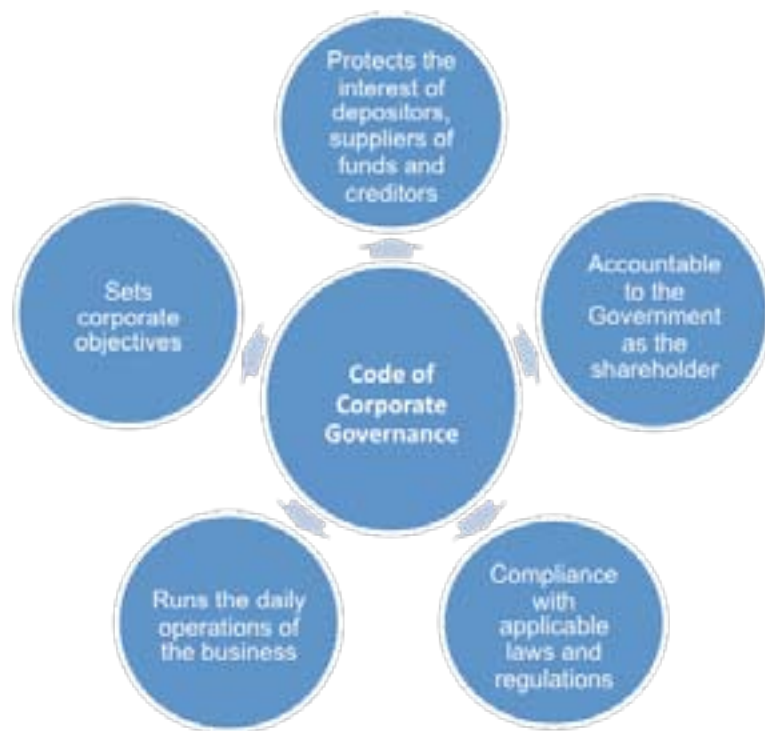 Protects the
interest of
depositors,
suppliers of
funds and
creditors
Accountable
to the
Government
as the
shareholder
Compliance
with
applicable
laws and
regulations
Runs the daily
operations of
the business
Sets
corporate
objectives
Code of
Corporate
Governance